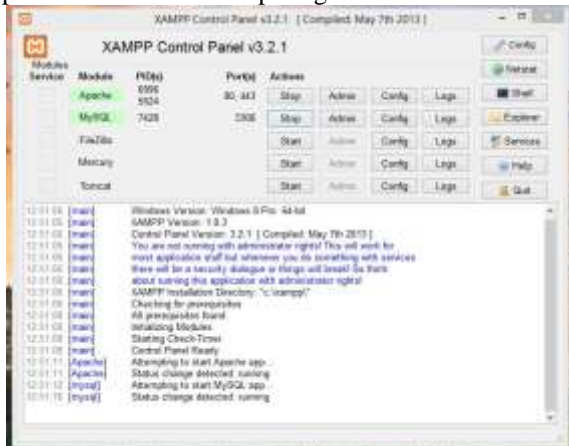 XAMPP Control Panel v3.2.1 [ Compiled: May 7th 2013 ]
XAMPP Control Panel v3.2.1
Config
Modules
Service Module PID(s) Port(s) Actions
Netstat
Apache 80, 443 Stop Admin Config Logs
Shell
MySQL Stop Admin Config Logs
Explorer
FileZilla Start Admin Config Logs
Services
Mercury Start Admin Config Logs
Help
Tomcat Start Admin Config Logs
Quit
[main] Windows Version: Windows 8 Pro 64-bit
[main] XAMPP Version: 1.8.3
[main] Control Panel Version: 3.2.1 [ Compiled: May 7th 2013 ]
[main] You are not running with administrator rights! This will work for
[main] most application stuff but whenever you do something with services
[main] there will be a security dialogue or things will break! So think
[main] about running this application with administrator rights!
[main] XAMPP Installation Directory: "c:\xampp\"
[main] Checking for prerequisites
[main] All prerequisites found
[main] Initializing Modules
[main] Starting Check-Timer
[main] Control Panel Ready
[Apache] Attempting to start Apache app...
[Apache] Status change detected: running
[mysql] Attempting to start MySQL app...
[mysql] Status change detected: running